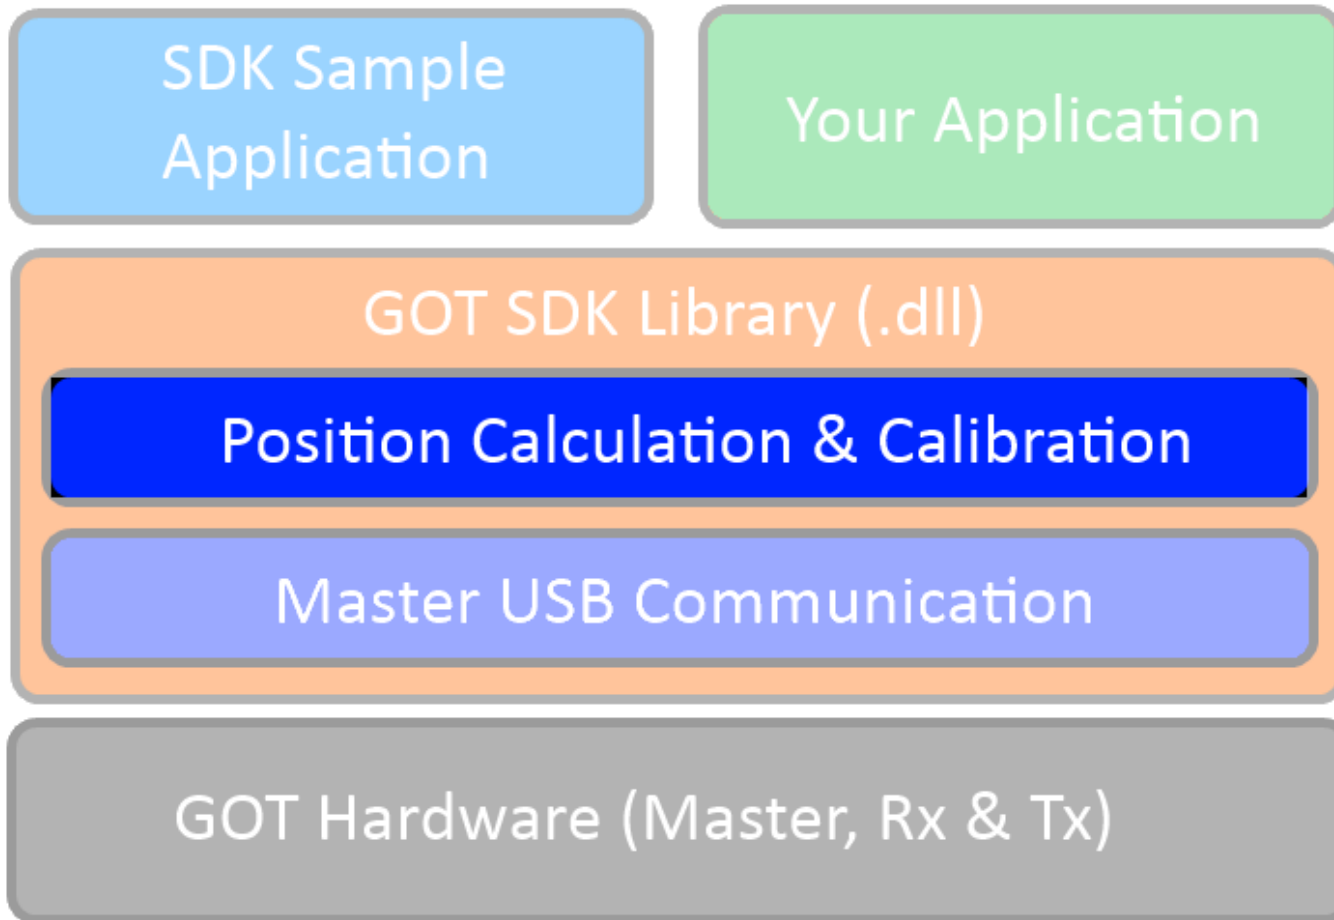 SDK Sample
Application
Your Application
GOT SDK Library (.dll)
Position Calculation & Calibration
Master USB Communication
GOT Hardware (Master, Rx & Tx)